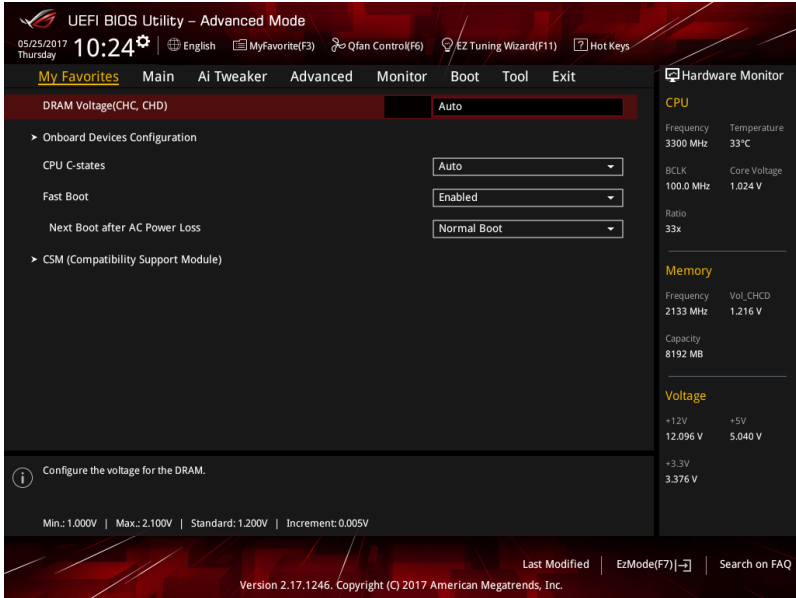 UEFI BIOS Utility – Advanced Mode
05/25/2017 Thursday 10:24 English MyFavorite(F3) Qfan Control(F6) EZ Tuning Wizard(F11) ? Hot Keys
My Favorites Main Ai Tweaker Advanced Monitor Boot Tool Exit
DRAM Voltage(CHC, CHD) Auto
> Onboard Devices Configuration
CPU C-states Auto
Fast Boot Enabled
Next Boot after AC Power Loss Normal Boot
> CSM (Compatibility Support Module)
Hardware Monitor
CPU
Frequency Temperature
3300 MHz 33°C
BCLK Core Voltage
100.0 MHz 1.024 V
Ratio
33x
Memory
Frequency Vol_CHCD
2133 MHz 1.216 V
Capacity
8192 MB
Voltage
+12V +5V
12.096 V 5.040 V
+3.3V
3.376 V
i Configure the voltage for the DRAM.
Min.: 1.000V | Max.: 2.100V | Standard: 1.200V | Increment: 0.005V
Last Modified | EzMode(F7) | Search on FAQ
Version 2.17.1246. Copyright (C) 2017 American Megatrends, Inc.